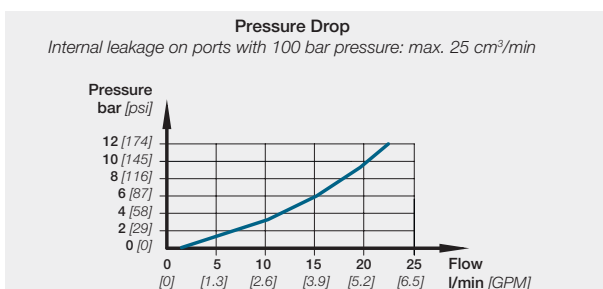 Pressure Drop
Internal leakage on ports with 100 bar pressure: max. 25 cm³/min
Pressure
bar [psi]
12 [174]
10 [145]
8 [116]
6 [87]
4 [58]
2 [29]
0 [0]
0 5 10 15 20 25 Flow
[0] [1.3] [2.6] [3.9] [5.2] [6.5] l/min [GPM]